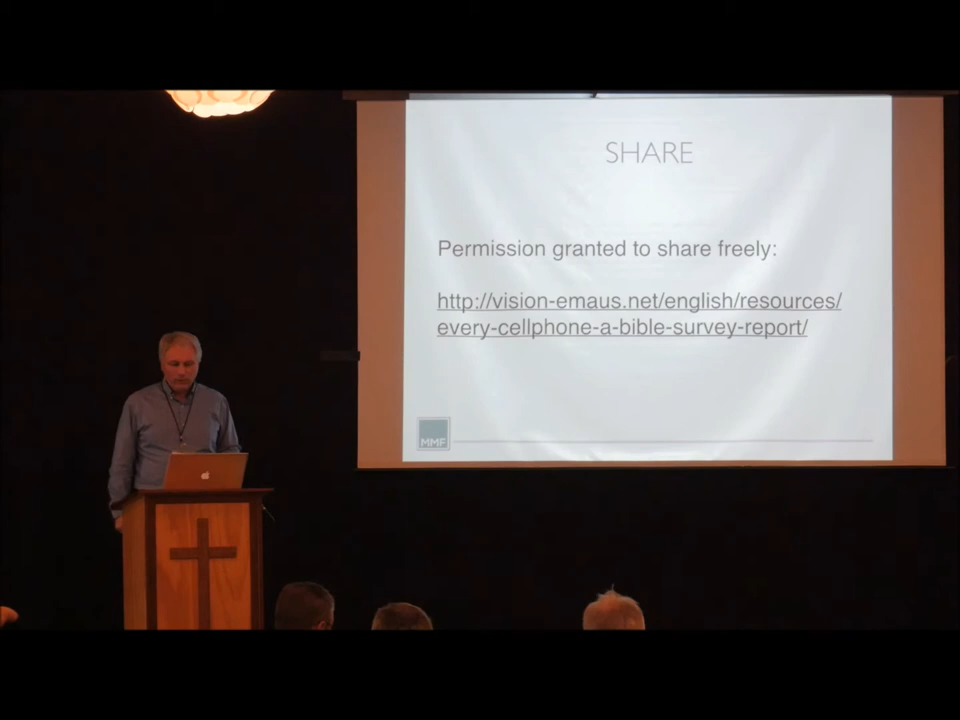 SHARE
Permission granted to share freely:
http://vision-emaus.net/english/resources/
every-cellphone-a-bible-survey-report/
MMF